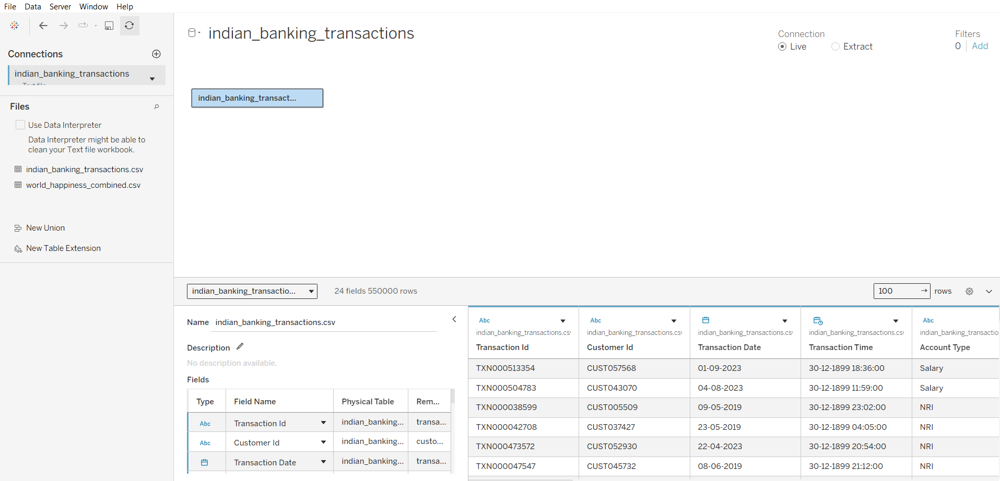 File Data Server Window Help
indian_banking_transactions
Connection
Live Extract
Filters
0 Add
Connections
indian_banking_transactions
Text file
Files
Use Data Interpreter
Data Interpreter might be able to
clean your Text file workbook.
indian_banking_transactions.csv
world_happiness_combined.csv
New Union
New Table Extension
indian_banking_transact...
indian_banking_transactio... 24 fields 550000 rows 100 rows
Name indian_banking_transactions.csv
Description
No description available.
Fields
Type Field Name Physical Table Rem...
Abc Transaction Id indian_banking... transa...
Abc Customer Id indian_banking... custo...
Transaction Date indian_banking... transa...
Abc Abc Abc
indian_banking_transactions.csv indian_banking_transactions.csv indian_banking_transactions.csv indian_banking_transactions.csv indian_banking_transactio
Transaction Id Customer Id Transaction Date Transaction Time Account Type
TXN000513354 CUST057568 01-09-2023 30-12-1899 18:36:00 Salary
TXN000504783 CUST043070 04-08-2023 30-12-1899 11:59:00 Salary
TXN000038599 CUST005509 09-05-2019 30-12-1899 23:02:00 NRI
TXN000042708 CUST037427 23-05-2019 30-12-1899 04:05:00 NRI
TXN000473572 CUST052930 22-04-2023 30-12-1899 20:54:00 NRI
TXN000047547 CUST045732 08-06-2019 30-12-1899 21:12:00 NRI